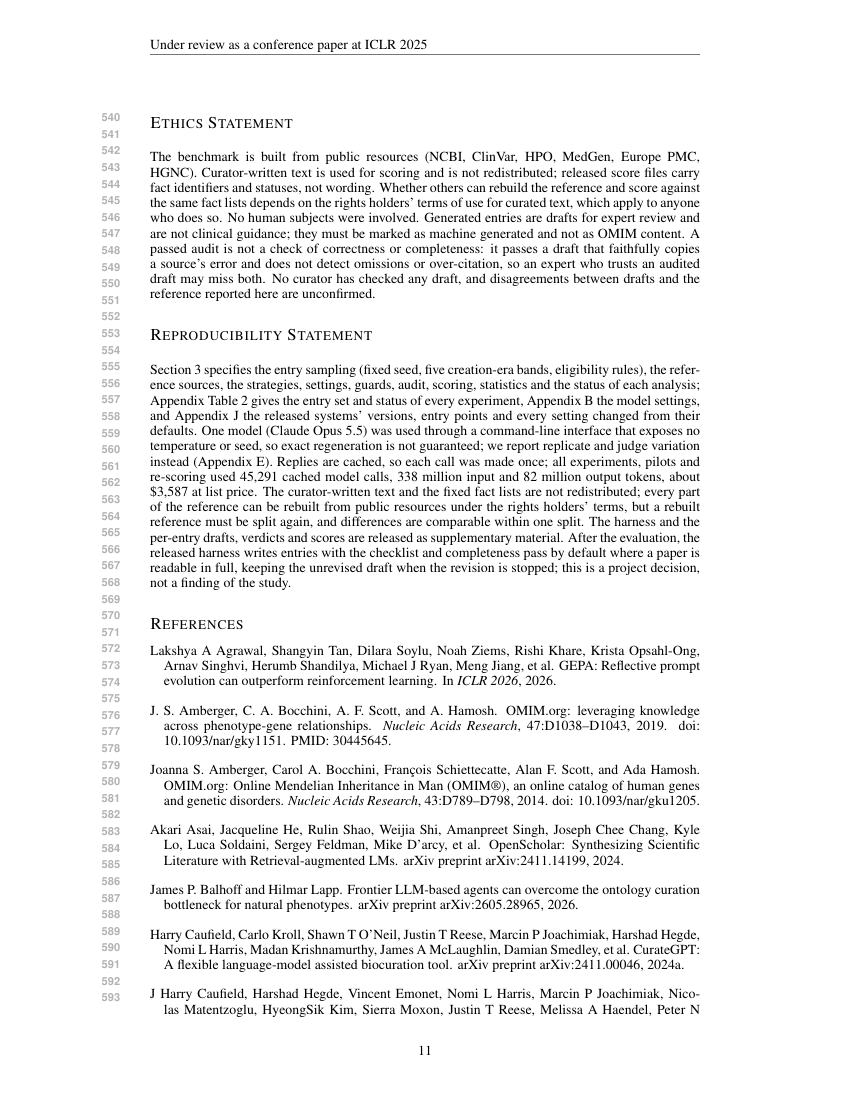 Under review as a conference paper at ICLR 2025
540
541
542
543
544
545
546
547
548
549
550
551
552
553
554
555
556
557
558
559
560
561
562
563
564
565
566
567
568
569
570
571
572
573
574
575
576
577
578
579
580
581
582
583
584
585
586
587
588
589
590
591
592
593
ETHICS STATEMENT
The benchmark is built from public resources (NCBI, ClinVar, HPO, MedGen, Europe PMC,
HGNC). Curator-written text is used for scoring and is not redistributed; released score files carry
fact identifiers and statuses, not wording. Whether others can rebuild the reference and score against
the same fact lists depends on the rights holders' terms of use for curated text, which apply to anyone
who does so. No human subjects were involved. Generated entries are drafts for expert review and
are not clinical guidance; they must be marked as machine generated and not as OMIM content. A
passed audit is not a check of correctness or completeness: it passes a draft that faithfully copies
a source's error and does not detect omissions or over-citation, so an expert who trusts an audited
draft may miss both. No curator has checked any draft, and disagreements between drafts and the
reference reported here are unconfirmed.
REPRODUCIBILITY STATEMENT
Section 3 specifies the entry sampling (fixed seed, five creation-era bands, eligibility rules), the refer-
ence sources, the strategies, settings, guards, audit, scoring, statistics and the status of each analysis;
Appendix Table 2 gives the entry set and status of every experiment, Appendix B the model settings,
and Appendix J the released systems' versions, entry points and every setting changed from their
defaults. One model (Claude Opus 5.5) was used through a command-line interface that exposes no
temperature or seed, so exact regeneration is not guaranteed; we report replicate and judge variation
instead (Appendix E). Replies are cached, so each call was made once; all experiments, pilots and
re-scoring used 45,291 cached model calls, 338 million input and 82 million output tokens, about
$3,587 at list price. The curator-written text and the fixed fact lists are not redistributed; every part
of the reference can be rebuilt from public resources under the rights holders' terms, but a rebuilt
reference must be split again, and differences are comparable within one split. The harness and the
per-entry drafts, verdicts and scores are released as supplementary material. After the evaluation, the
released harness writes entries with the checklist and completeness pass by default where a paper is
readable in full, keeping the unrevised draft when the revision is stopped; this is a project decision,
not a finding of the study.
REFERENCES
Lakshya A Agrawal, Shangyin Tan, Dilara Soylu, Noah Ziems, Rishi Khare, Krista Opsahl-Ong,
Arnav Singhvi, Herumb Shandilya, Michael J Ryan, Meng Jiang, et al. GEPA: Reflective prompt
evolution can outperform reinforcement learning. In ICLR 2026, 2026.
J. S. Amberger, C. A. Bocchini, A. F. Scott, and A. Hamosh. OMIM.org: leveraging knowledge
across phenotype-gene relationships. Nucleic Acids Research, 47:D1038–D1043, 2019. doi:
10.1093/nar/gky1151. PMID: 30445645.
Joanna S. Amberger, Carol A. Bocchini, François Schiettecatte, Alan F. Scott, and Ada Hamosh.
OMIM.org: Online Mendelian Inheritance in Man (OMIM®), an online catalog of human genes
and genetic disorders. Nucleic Acids Research, 43:D789–D798, 2014. doi: 10.1093/nar/gku1205.
Akari Asai, Jacqueline He, Rulin Shao, Weijia Shi, Amanpreet Singh, Joseph Chee Chang, Kyle
Lo, Luca Soldaini, Sergey Feldman, Mike D'arcy, et al. OpenScholar: Synthesizing Scientific
Literature with Retrieval-augmented LMs. arXiv preprint arXiv:2411.14199, 2024.
James P. Balhoff and Hilmar Lapp. Frontier LLM-based agents can overcome the ontology curation
bottleneck for natural phenotypes. arXiv preprint arXiv:2605.28965, 2026.
Harry Caufield, Carlo Kroll, Shawn T O'Neil, Justin T Reese, Marcin P Joachimiak, Harshad Hegde,
Nomi L Harris, Madan Krishnamurthy, James A McLaughlin, Damian Smedley, et al. CurateGPT:
A flexible language-model assisted biocuration tool. arXiv preprint arXiv:2411.00046, 2024a.
J Harry Caufield, Harshad Hegde, Vincent Emonet, Nomi L Harris, Marcin P Joachimiak, Nico-
las Matentzoglu, HyeongSik Kim, Sierra Moxon, Justin T Reese, Melissa A Haendel, Peter N
11